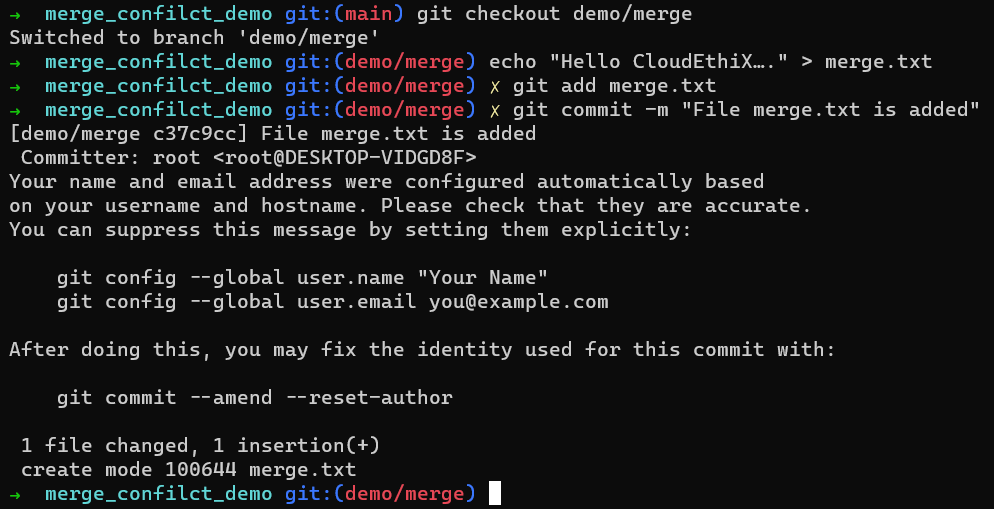 → merge_confilct_demo git:(main) git checkout demo/merge
Switched to branch 'demo/merge'
→ merge_confilct_demo git:(demo/merge) echo "Hello CloudEthiX…." > merge.txt
→ merge_confilct_demo git:(demo/merge) ✗ git add merge.txt
→ merge_confilct_demo git:(demo/merge) ✗ git commit -m "File merge.txt is added"
[demo/merge c37c9cc] File merge.txt is added
 Committer: root <root@DESKTOP-VIDGD8F>
Your name and email address were configured automatically based
on your username and hostname. Please check that they are accurate.
You can suppress this message by setting them explicitly:

    git config --global user.name "Your Name"
    git config --global user.email you@example.com

After doing this, you may fix the identity used for this commit with:

    git commit --amend --reset-author

 1 file changed, 1 insertion(+)
 create mode 100644 merge.txt
→ merge_confilct_demo git:(demo/merge)